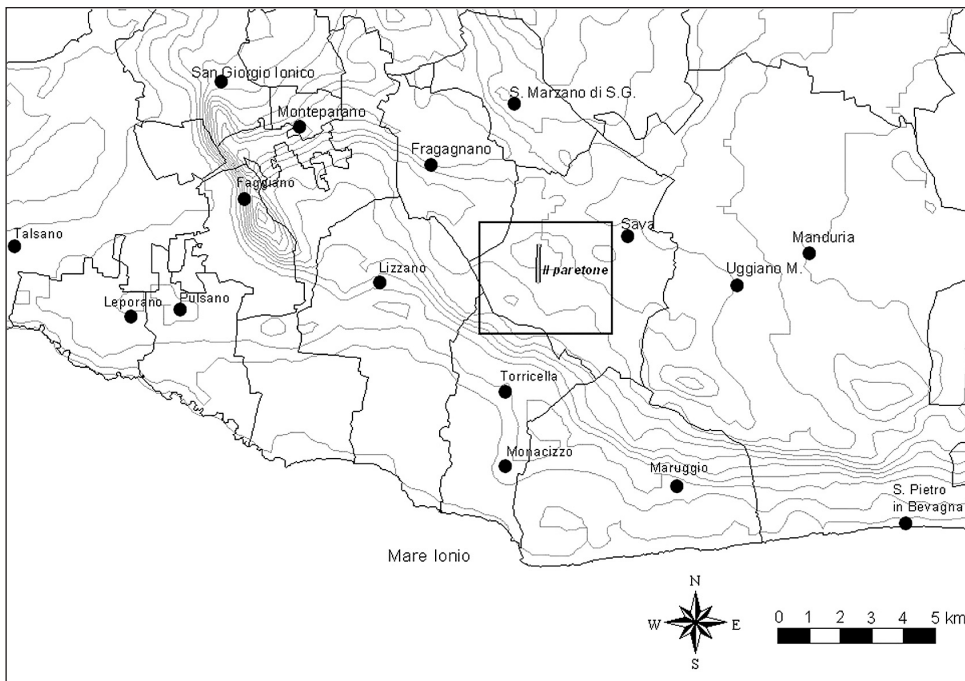 San Giorgio Ionico
S. Marzano di S.G.
Monteparano
Fragagnano
Faggiano
Talsano
Sava
Manduria
Lizzano
Il paretone
Uggiano M.
Leporano
Pulsano
Torricella
Monacizzo
Maruggio
S. Pietro
in Bevagna
Mare Ionio
N
W E
S
0 1 2 3 4 5 km